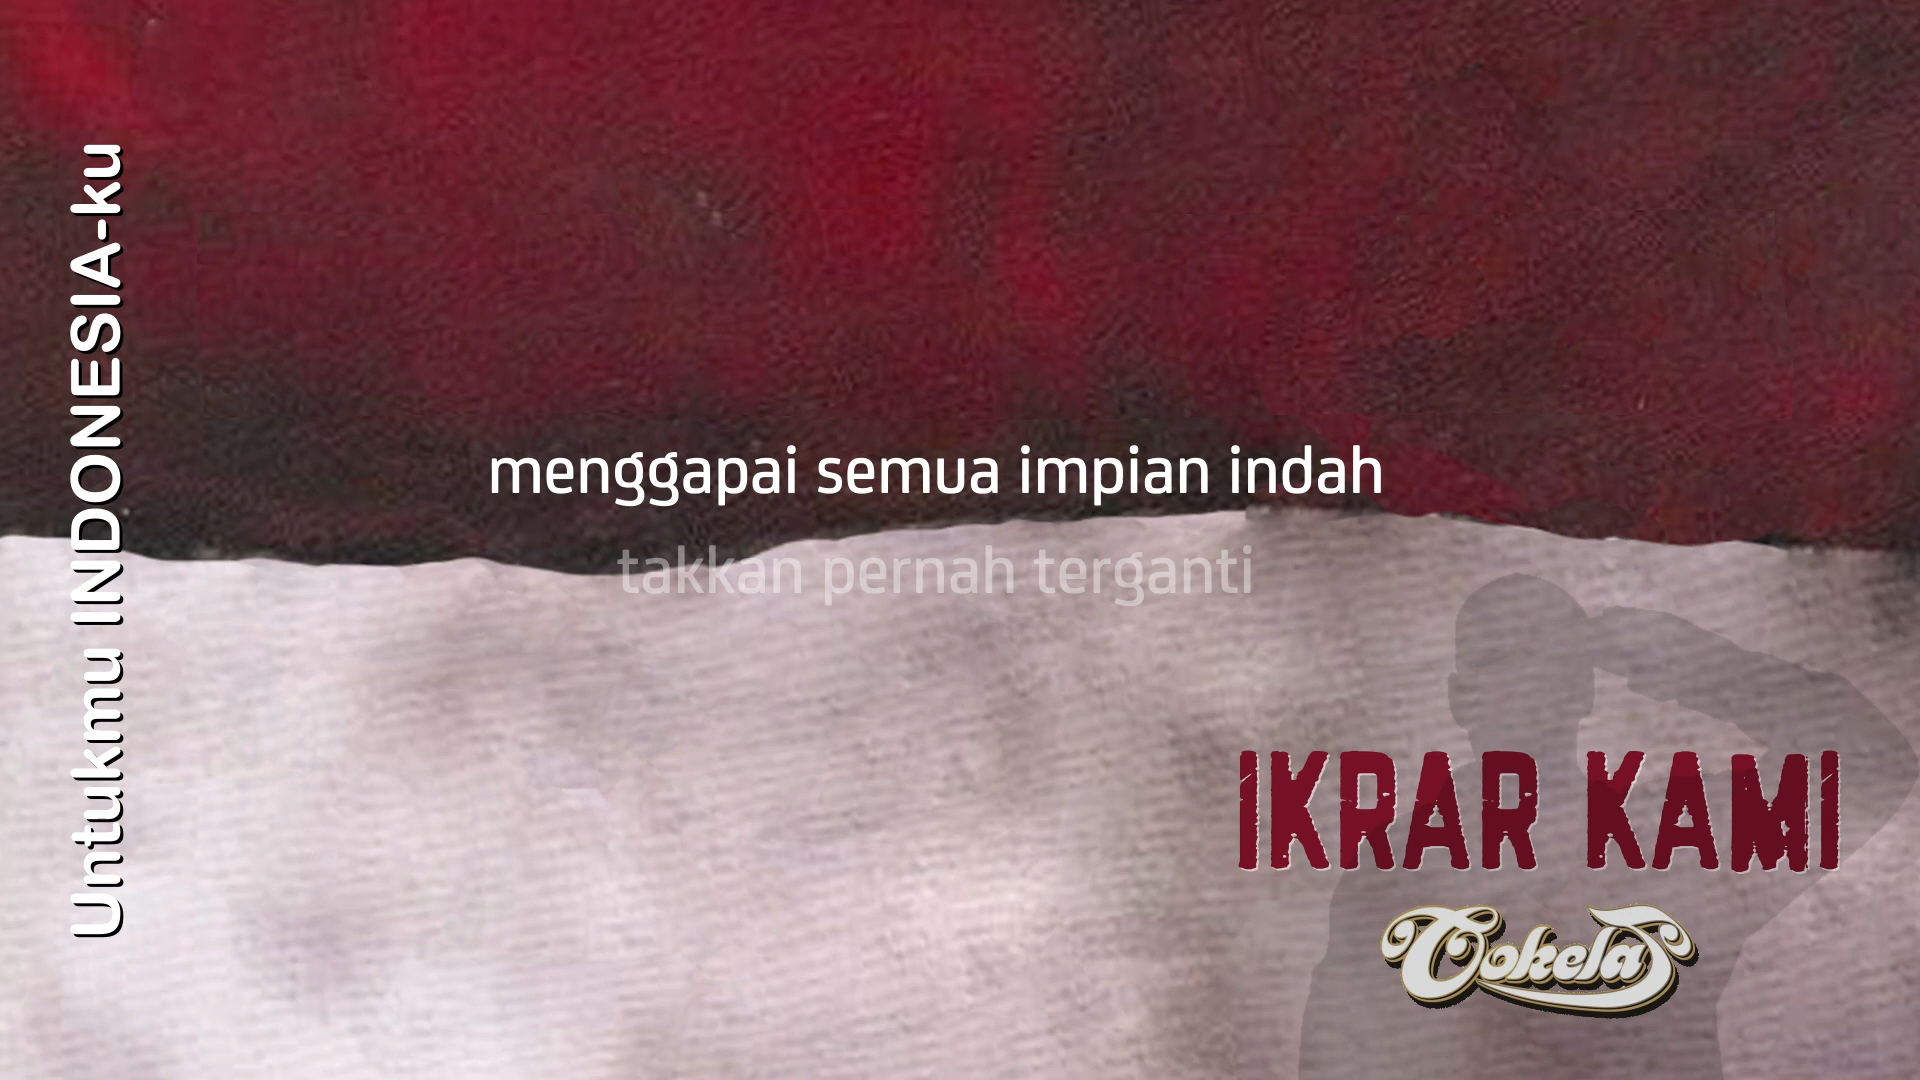 Untukmu INDONESIA-ku
menggapai semua impian indah
takkan pernah terganti
IKRAR KAMI
Cokelat